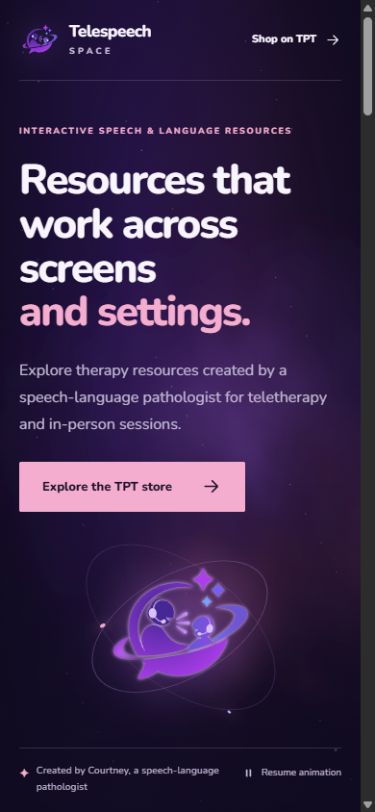 Telespeech
SPACE
Shop on TPT
INTERACTIVE SPEECH & LANGUAGE RESOURCES
Resources that
work across
screens
and settings.
Explore therapy resources created by a
speech-language pathologist for teletherapy
and in-person sessions.
Explore the TPT store
Created by Courtney, a speech-language
pathologist
Resume animation